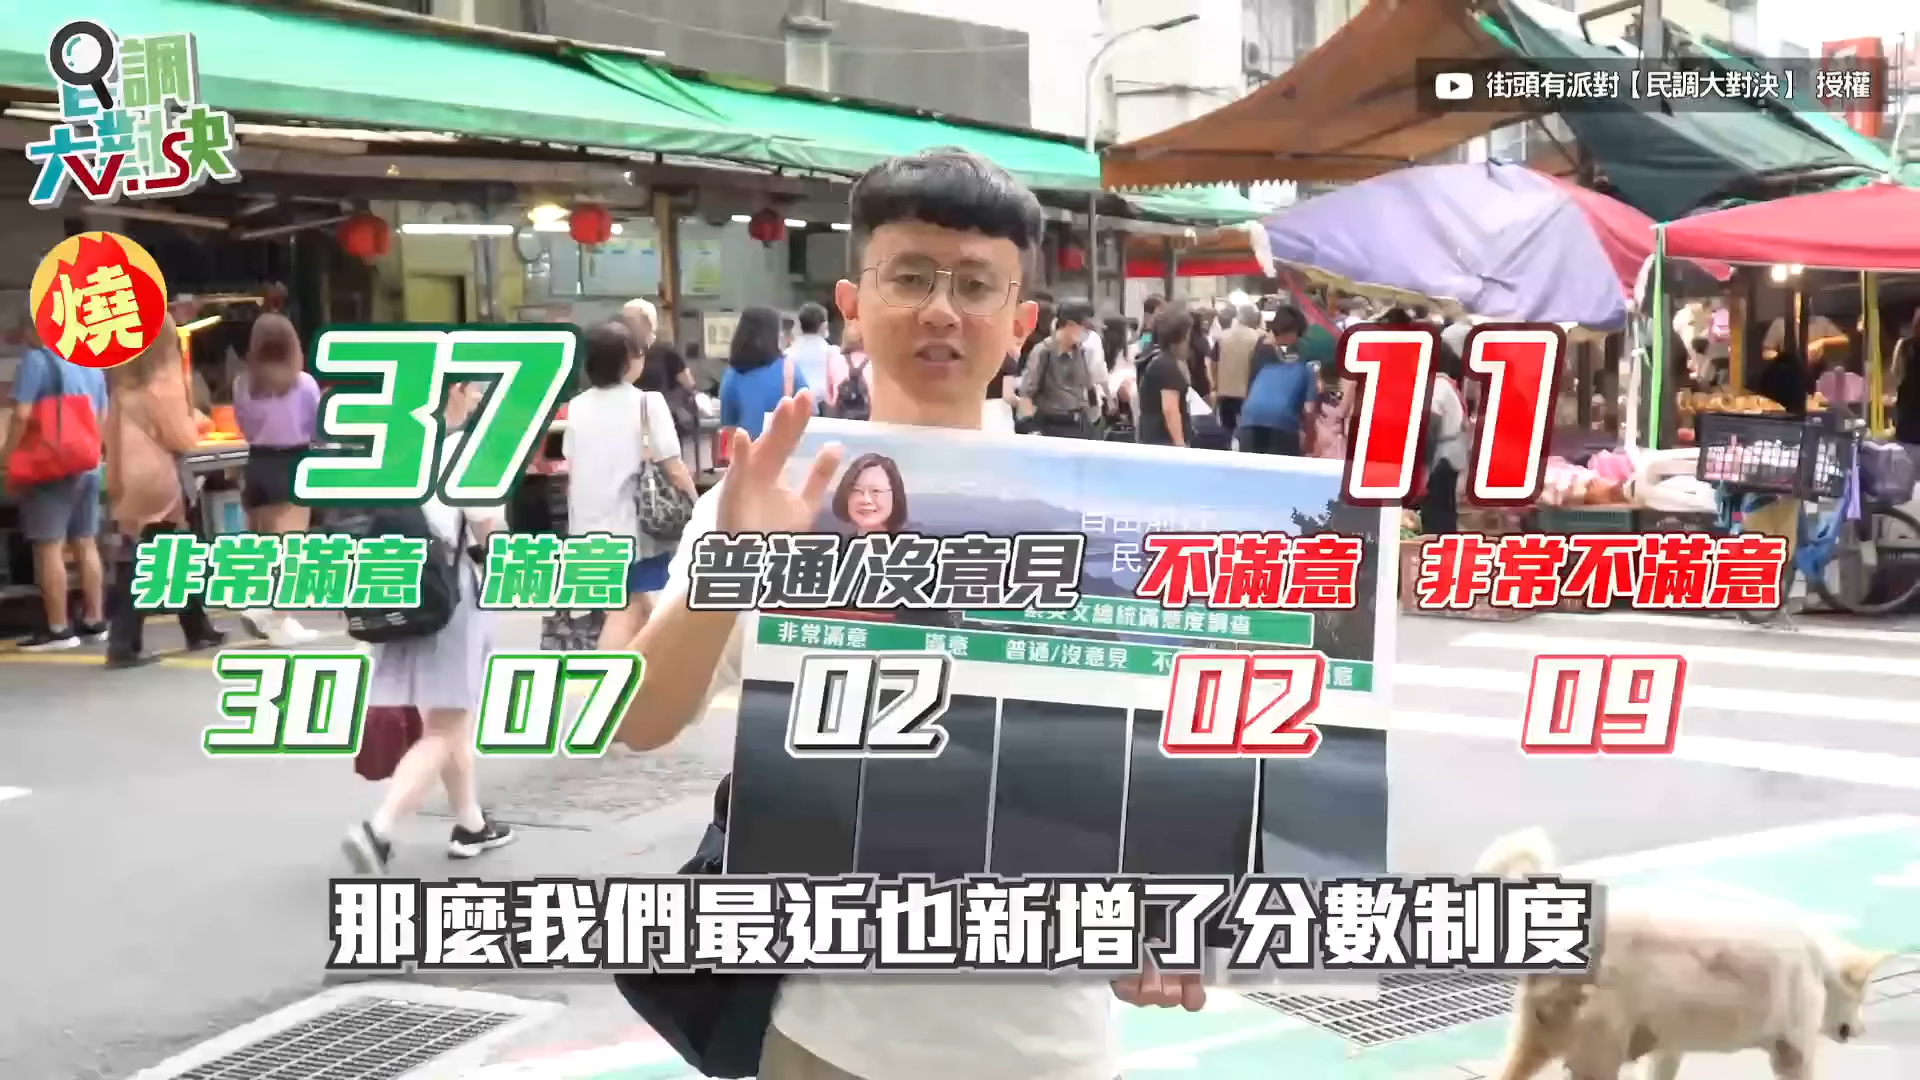 民調
大對決
V.S
街頭有派對【民調大對決】 授權
燒
37
11
非常滿意 滿意 普通/沒意見 不滿意 非常不滿意
蔡英文總統滿意度調查
非常滿意 滿意 普通/沒意見 不
30 07 02 02 09
那麼我們最近也新增了分數制度